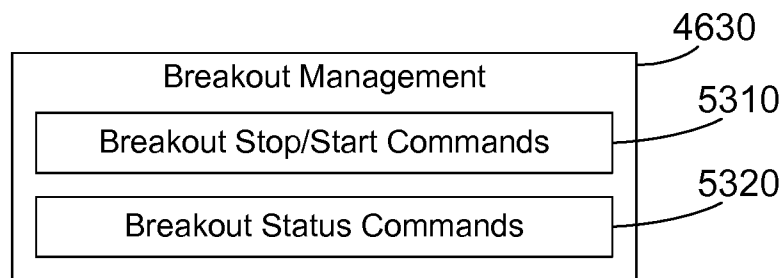 4630
Breakout Management
5310
Breakout Stop/Start Commands
5320
Breakout Status Commands